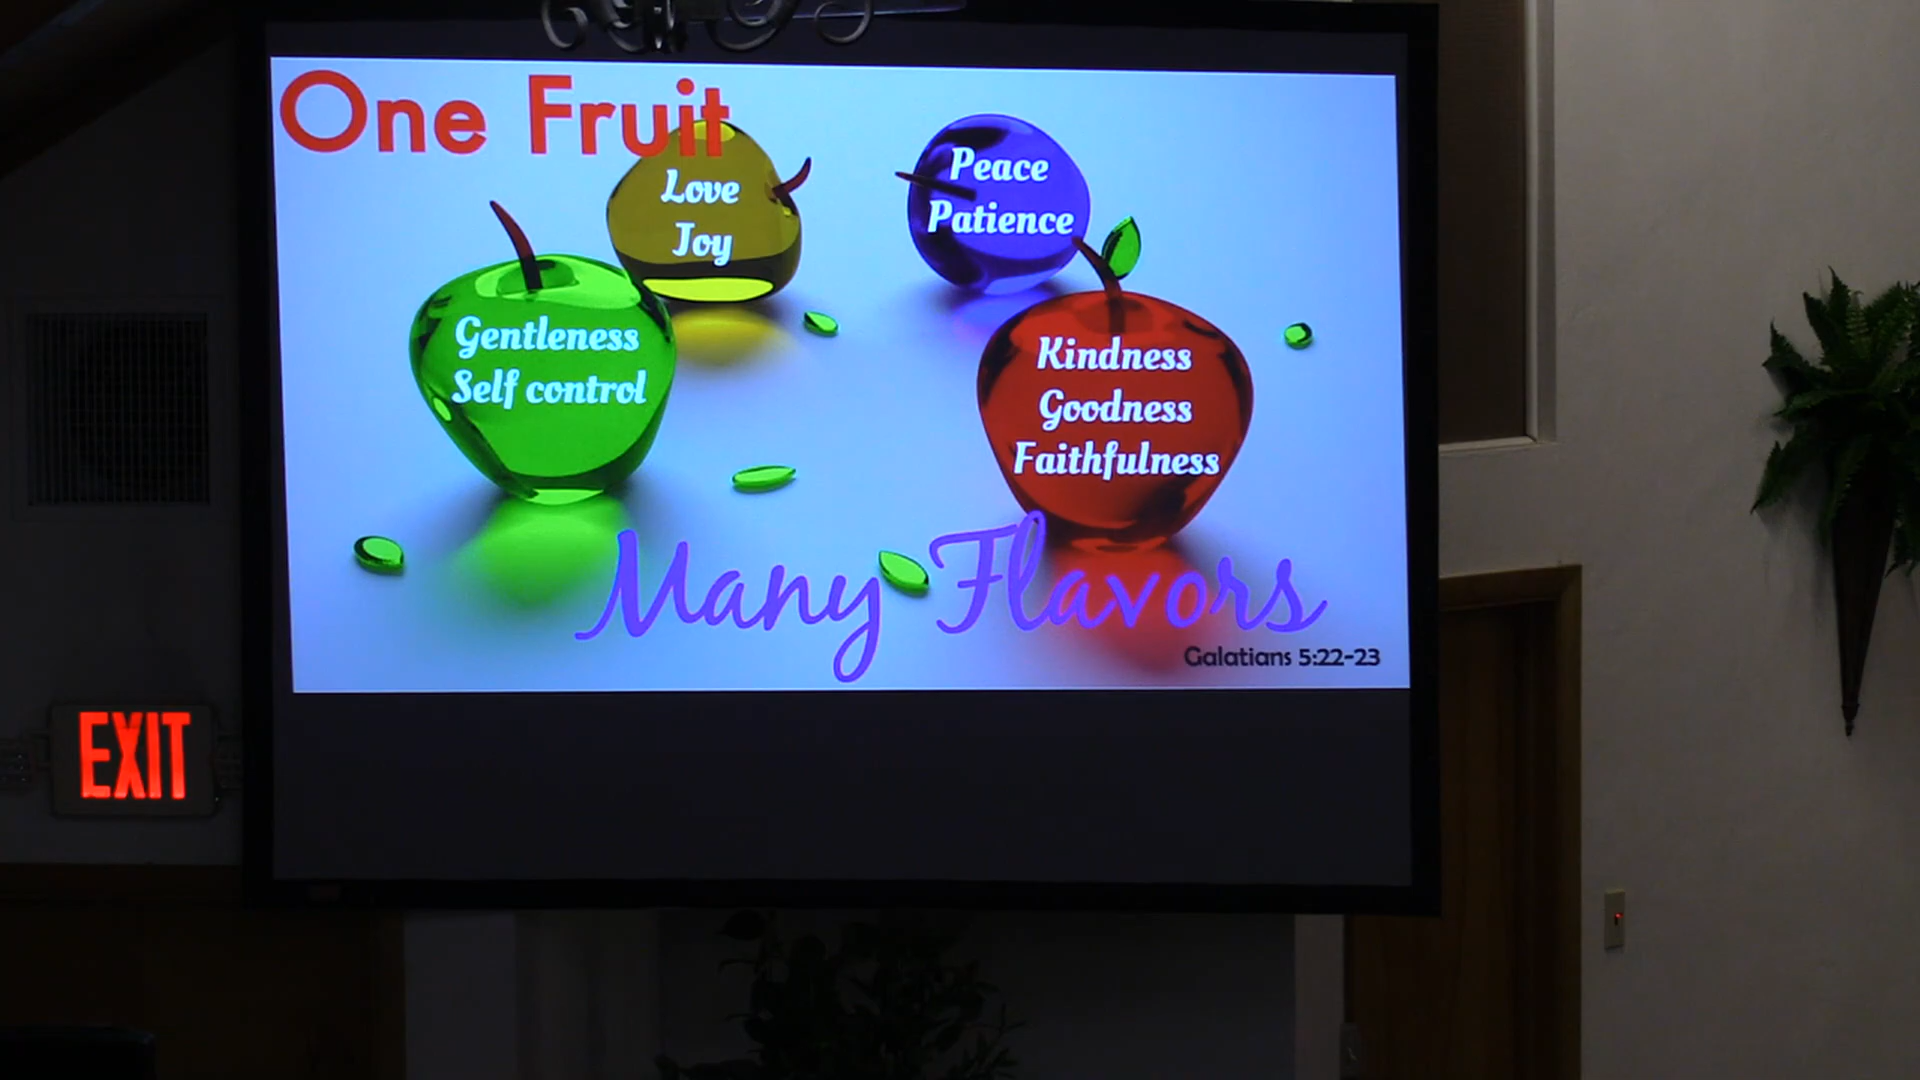 One Fruit
Love
Joy
Peace
Patience
Gentleness
Self control
Kindness
Goodness
Faithfulness
Many Flavors
Galatians 5:22-23
EXIT